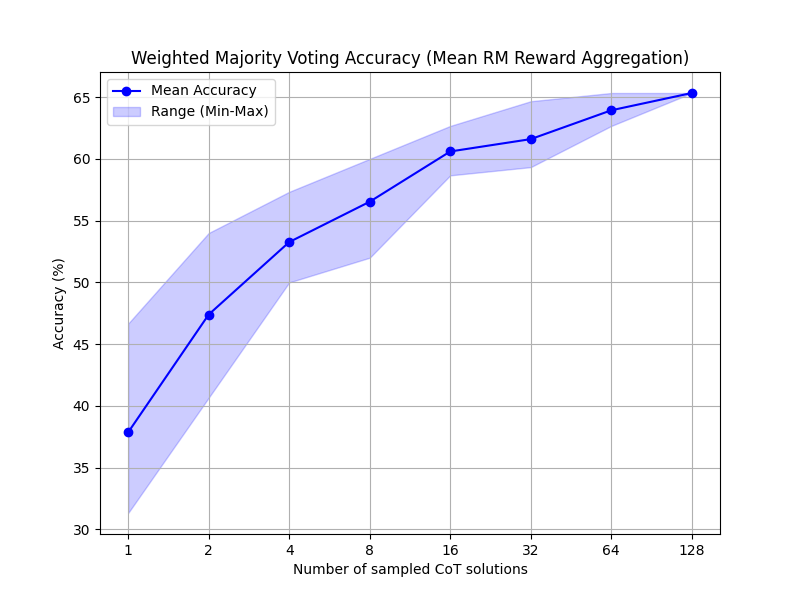 Weighted Majority Voting Accuracy (Mean RM Reward Aggregation)
Mean Accuracy
Range (Min-Max)
Accuracy (%)
65
60
55
50
45
40
35
30
1 2 4 8 16 32 64 128
Number of sampled CoT solutions